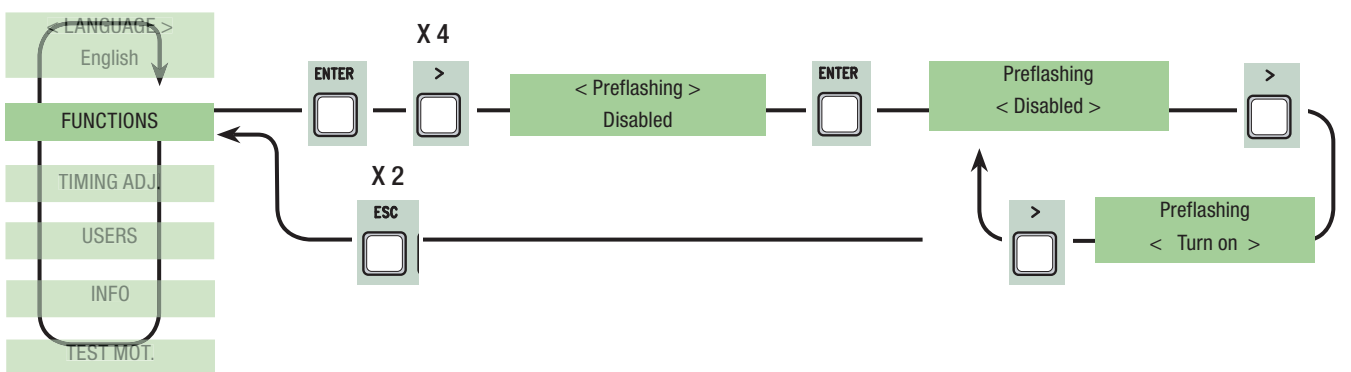 < LANGUAGE >
English
FUNCTIONS
TIMING ADJ.
USERS
INFO
TEST MOT.
ENTER
X 4
>
< Preflashing >
Disabled
ENTER
Preflashing
< Disabled >
>
Preflashing
< Turn on >
>
X 2
ESC